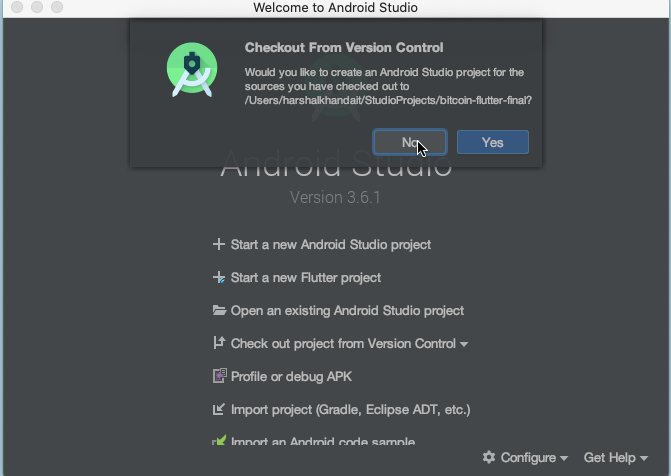 Welcome to Android Studio
Checkout From Version Control
Would you like to create an Android Studio project for the
sources you have checked out to
/Users/harshalkhandait/StudioProjects/bitcoin-flutter-final?
No
Yes
Android Studio
Version 3.6.1
Start a new Android Studio project
Start a new Flutter project
Open an existing Android Studio project
Check out project from Version Control
Profile or debug APK
Import project (Gradle, Eclipse ADT, etc.)
Import an Android code sample
Configure
Get Help